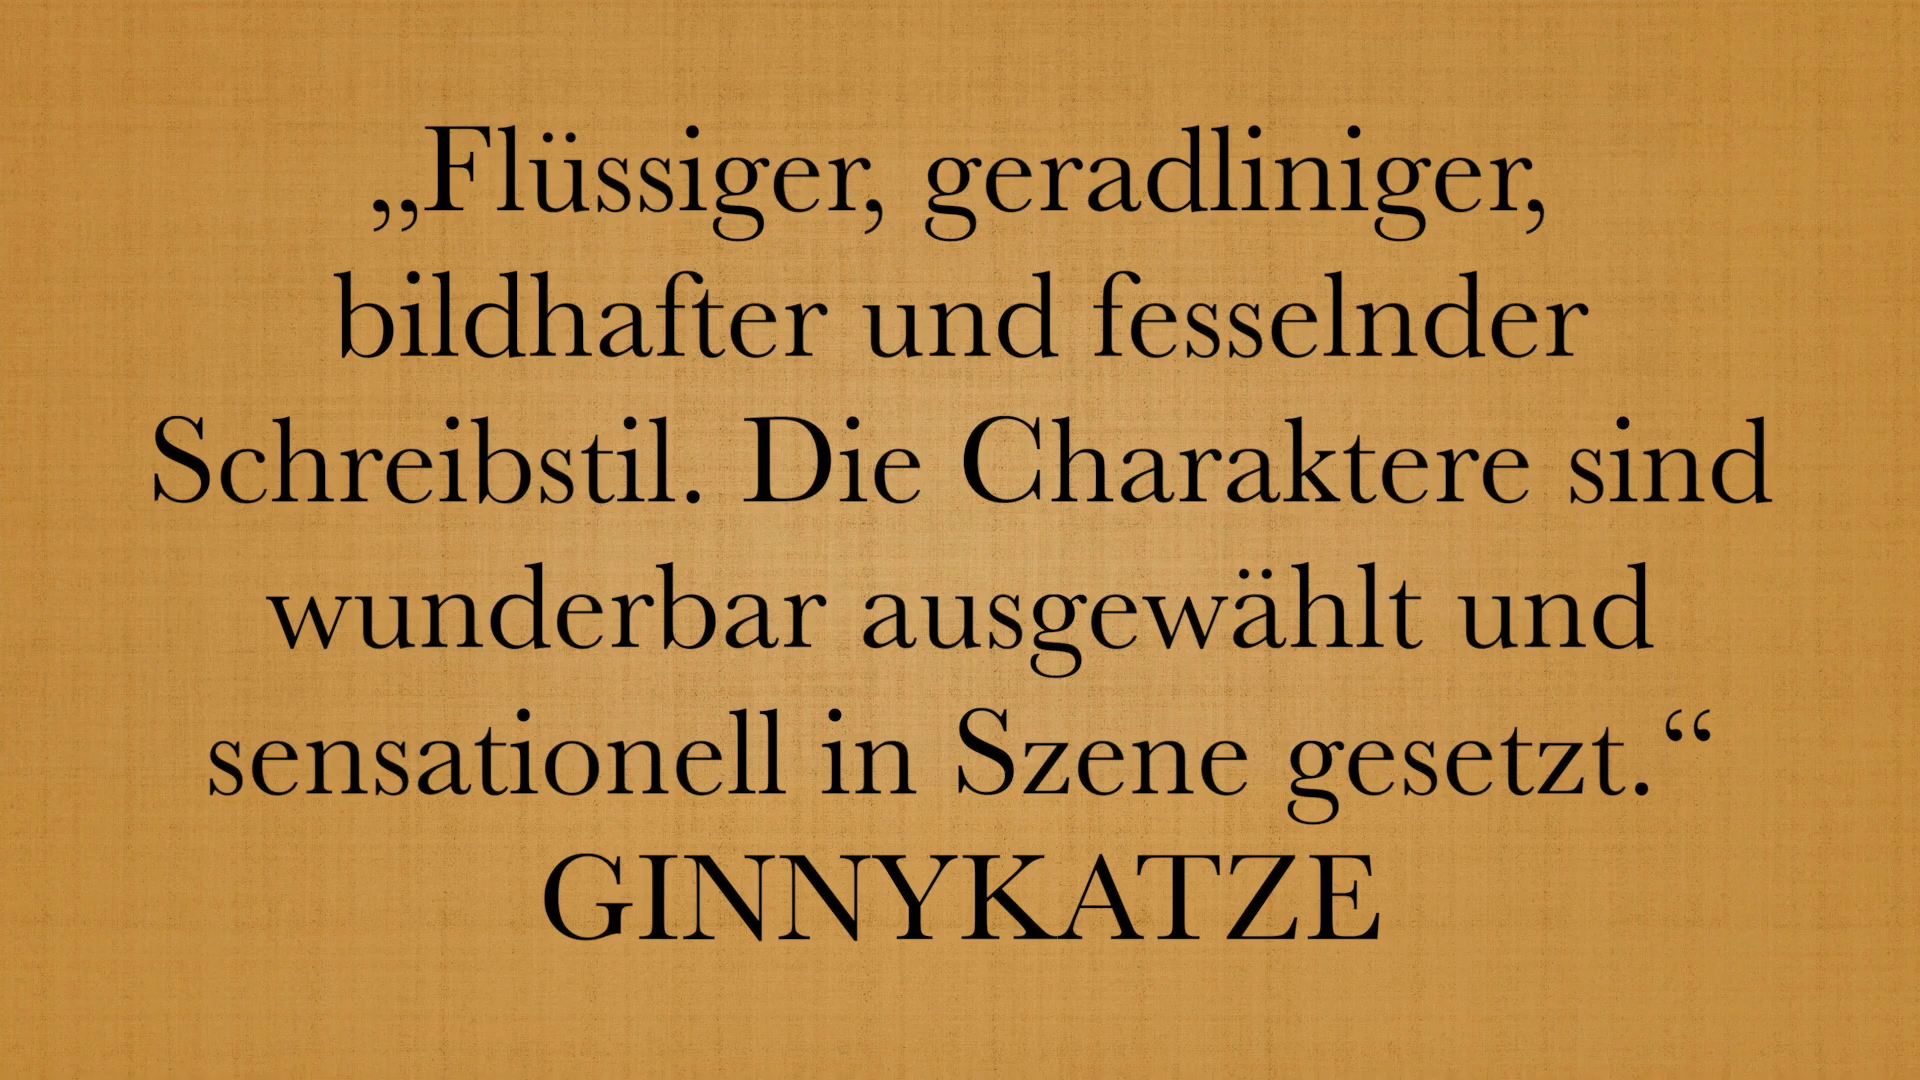 „Flüssiger, geradliniger,
bildhafter und fesselnder
Schreibstil. Die Charaktere sind
wunderbar ausgewählt und
sensationell in Szene gesetzt.“
GINNYKATZE